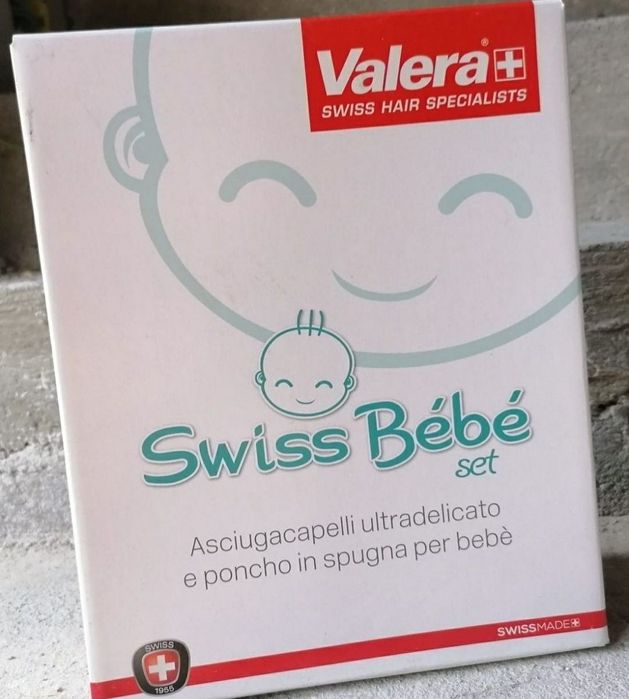 Valera®
SWISS HAIR SPECIALISTS
Swiss Bébé
set
Asciugacapelli ultradelicato
e poncho in spugna per bebè
SWISSMADE
SWISS
1955